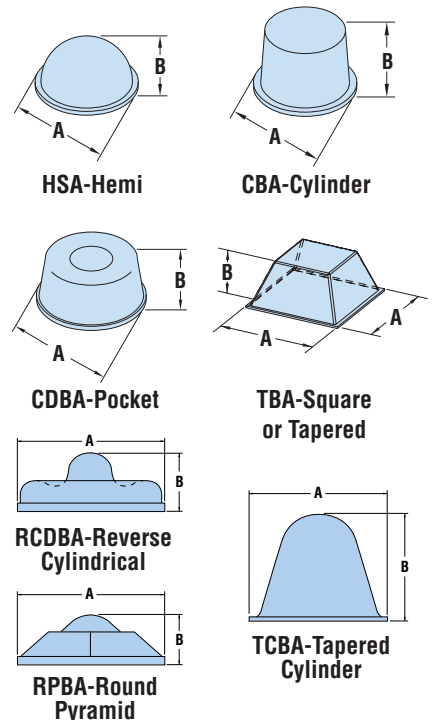 B
A
HSA-Hemi
B
A
CBA-Cylinder
B
A
CDBA-Pocket
B
A
A
TBA-Square
or Tapered
A
B
RCDBA-Reverse
Cylindrical
A
B
RPBA-Round
Pyramid
A
B
TCBA-Tapered
Cylinder